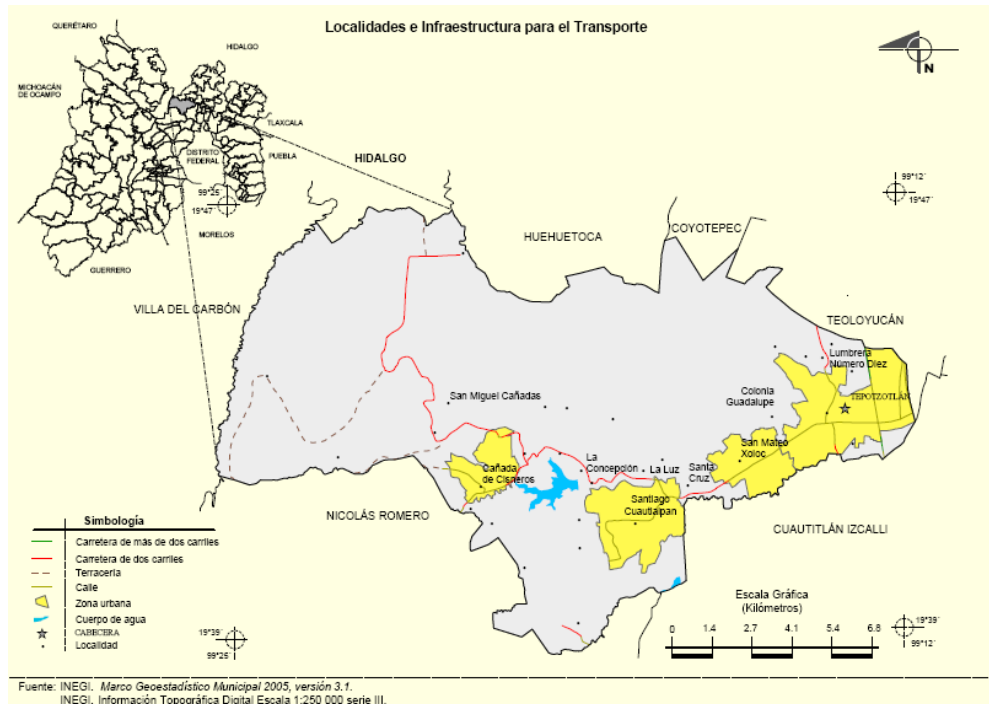 Localidades e Infraestructura para el Transporte
QUERÉTARO
HIDALGO
MICHOACÁN
DE OCAMPO
TLAXCALA
DISTRITO
FEDERAL
PUEBLA
MORELOS
GUERRERO
99°25'
19°47'
N
99°12'
19°47'
HIDALGO
HUEHUETOCA
COYOTEPEC
VILLA DEL CARBÓN
TEOLOYUCÁN
Lumbrera
Número Diez
Colonia
Guadalupe
TEPOTZOTLÁN
San Miguel Cañadas
San Mateo
Xoloc
La
Concepción
La Luz
Santa
Cruz
Cañada
de Cisneros
Santiago
Cuautlalpan
NICOLÁS ROMERO
CUAUTITLÁN IZCALLI
Simbología
Carretera de más de dos carriles
Carretera de dos carriles
Terracería
Calle
Zona urbana
Cuerpo de agua
CABECERA
Localidad
19°39'
99°25'
Escala Gráfica
(Kilómetros)
0 1.4 2.7 4.1 5.4 6.8
19°39'
99°12'
Fuente: INEGI. Marco Geoestadístico Municipal 2005, versión 3.1.
INEGI. Información Topográfica Digital Escala 1:250 000 serie III.